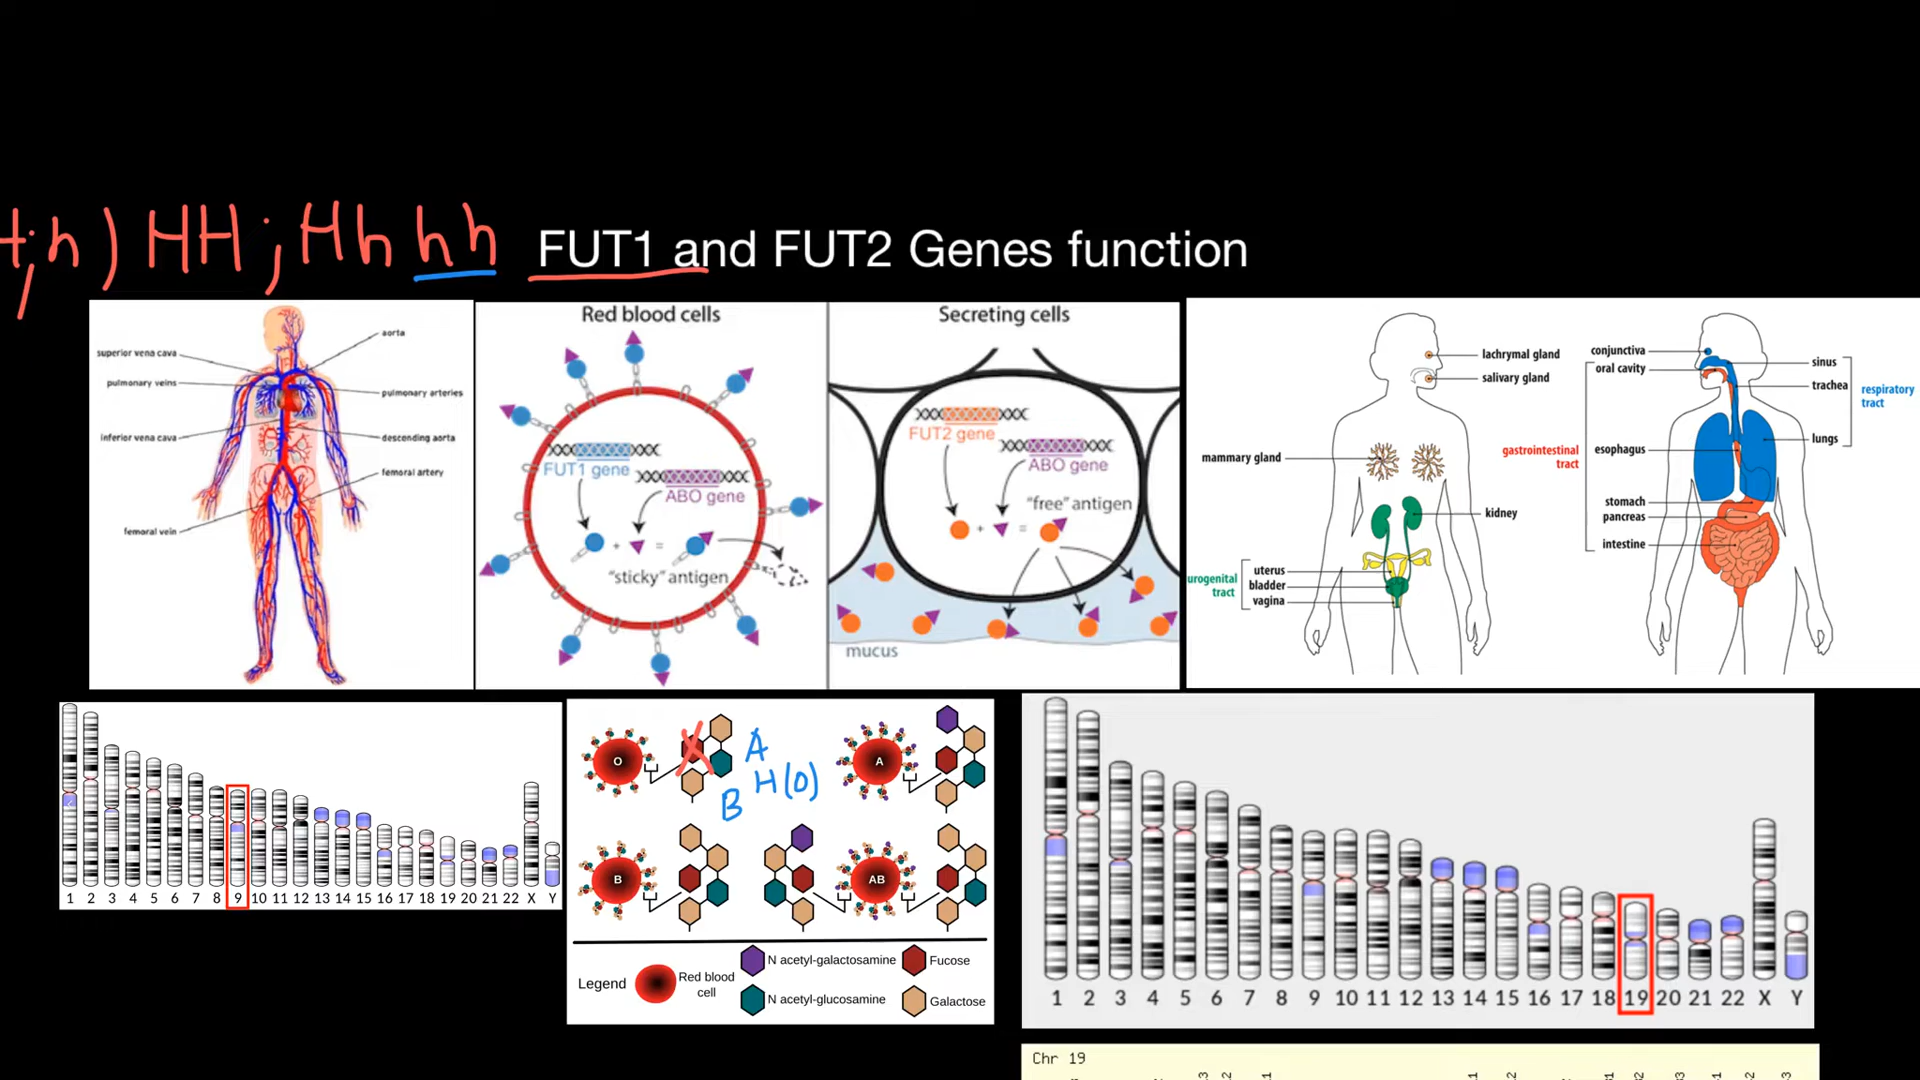 ;h) HH ; Hh hh FUT1 and FUT2 Genes function
aorta
superior vena cava
pulmonary veins
pulmonary arteries
inferior vena cava
descending aorta
femoral artery
femoral vein
Red blood cells
FUT1 gene
ABO gene
"sticky" antigen
Secreting cells
FUT2 gene
ABO gene
"free" antigen
mucus
lachrymal gland
salivary gland
mammary gland
kidney
urogenital
tract
uterus
bladder
vagina
conjunctiva
oral cavity
sinus
trachea
respiratory
tract
lungs
gastrointestinal
tract
esophagus
stomach
pancreas
intestine
1 2 3 4 5 6 7 8 9 10 11 12 13 14 15 16 17 18 19 20 21 22 X Y
O
A
H(O)
B
A
B
AB
Legend
Red blood
cell
N acetyl-galactosamine
Fucose
N acetyl-glucosamine
Galactose
1 2 3 4 5 6 7 8 9 10 11 12 13 14 15 16 17 18 19 20 21 22 X Y
Chr 19